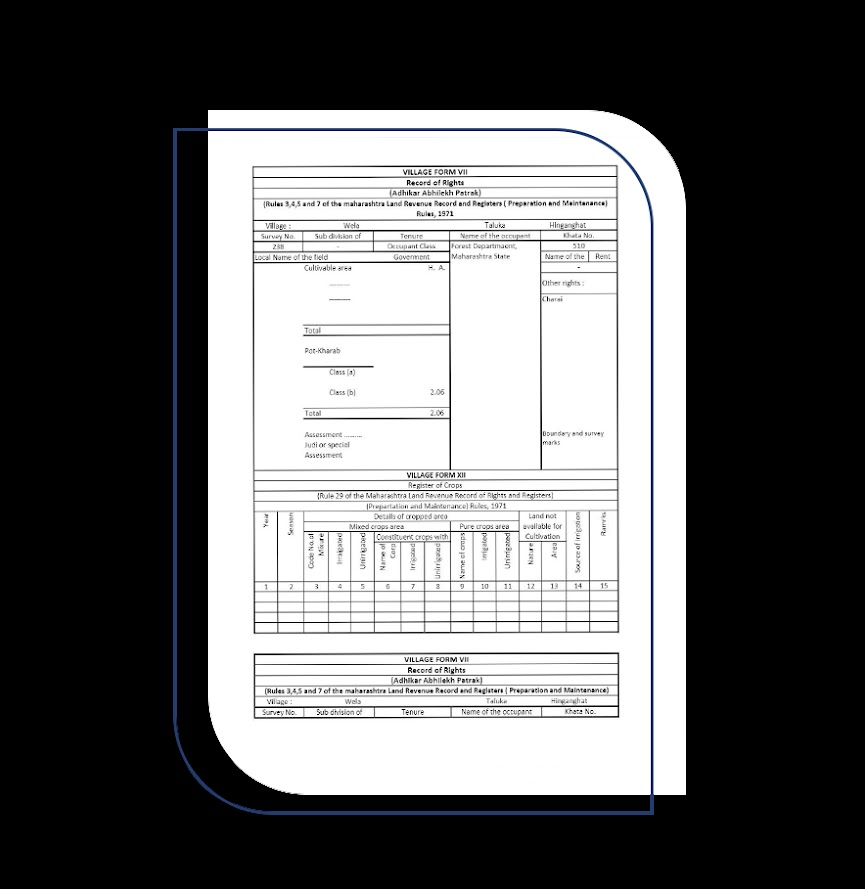 VILLAGE FORM VII
Record of Rights
(Adhikar Abhilekh Patrak)
(Rules 3,4,5 and 7 of the maharashtra Land Revenue Record and Registers ( Preparation and Maintenance)
Rules, 1971
Village : Wela Taluka Hinganghat
Survey No. Sub division of Tenure Name of the occupant Khata No.
238 - Occupant Class Forest Departmaent, 510
Local Name of the field Goverment Maharashtra State Name of the Rent
Cultivable area H. A. -
---------- Other rights :
---------- Charai
Total
Pot-Kharab
Class (a)
Class (b) 2.06
Total 2.06
Assessment .......... Boundary and survey
Judi or special marks
Assessment
VILLAGE FORM XII
Register of Crops
(Rule 29 of the Maharashtra Land Revenue Record of Rights and Registers)
(Prepartation and Maintenance) Rules, 1971
Year Season Details of cropped area Land not available for Cultivation Source of Irrigation
Mixed crops area Pure crops area
Code No. of Mixture Irrigated Unirrigated Constituent crops with Name of crops Irrigated Unirrigated Nature Area
Name of Corp Irrigated Unirrigated
1 2 3 4 5 6 7 8 9 10 11 12 13 14 15
VILLAGE FORM VII
Record of Rights
(Adhikar Abhilekh Patrak)
(Rules 3,4,5 and 7 of the maharashtra Land Revenue Record and Registers ( Preparation and Maintenance)
Village : Wela Taluka Hinganghat
Survey No. Sub division of Tenure Name of the occupant Khata No.